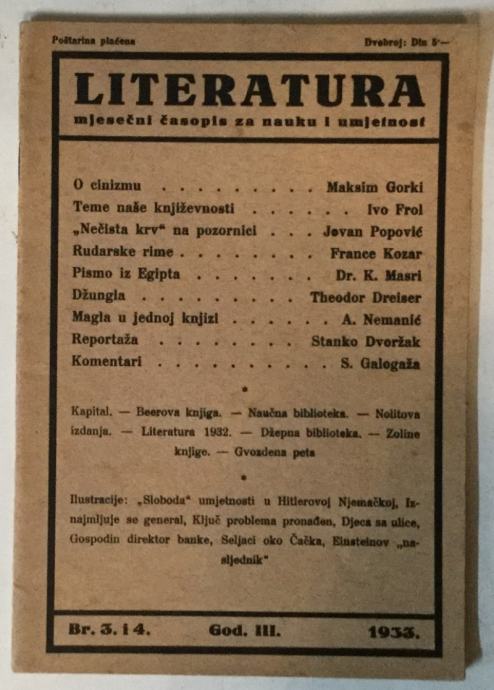 Poštarina plaćena Dvobroj: Din 5·—
LITERATURA
mjesečni časopis za nauku i umjetnost
O cinizmu . . . . . . . . . Maksim Gorki
Teme naše književnosti . . . . . . Ivo Frol
„Nečista krv“ na pozornici . . . Jovan Popović
Rudarske rime . . . . . . . . France Kozar
Pismo iz Egipta . . . . . . . Dr. K. Masri
Džungla . . . . . . . . . Theodor Dreiser
Magla u jednoj knjizi . . . . . . A. Nemanić
Reportaža . . . . . . . Stanko Dvoržak
Komentari . . . . . . . . . . S. Galogaža
*
Kapital. — Beerova knjiga. — Naučna biblioteka. — Nolitova
izdanja. — Literatura 1932. — Džepna biblioteka. — Zoline
knjige. — Gvozdena peta
*
Ilustracije: „Sloboda“ umjetnosti u Hitlerovoj Njemačkoj, Iz-
najmljuje se general, Ključ problema pronađen, Djeca sa ulice,
Gospodin direktor banke, Seljaci oko Čačka, Einsteinov „na-
sljednik“
Br. 3. i 4. God. III. 1933.